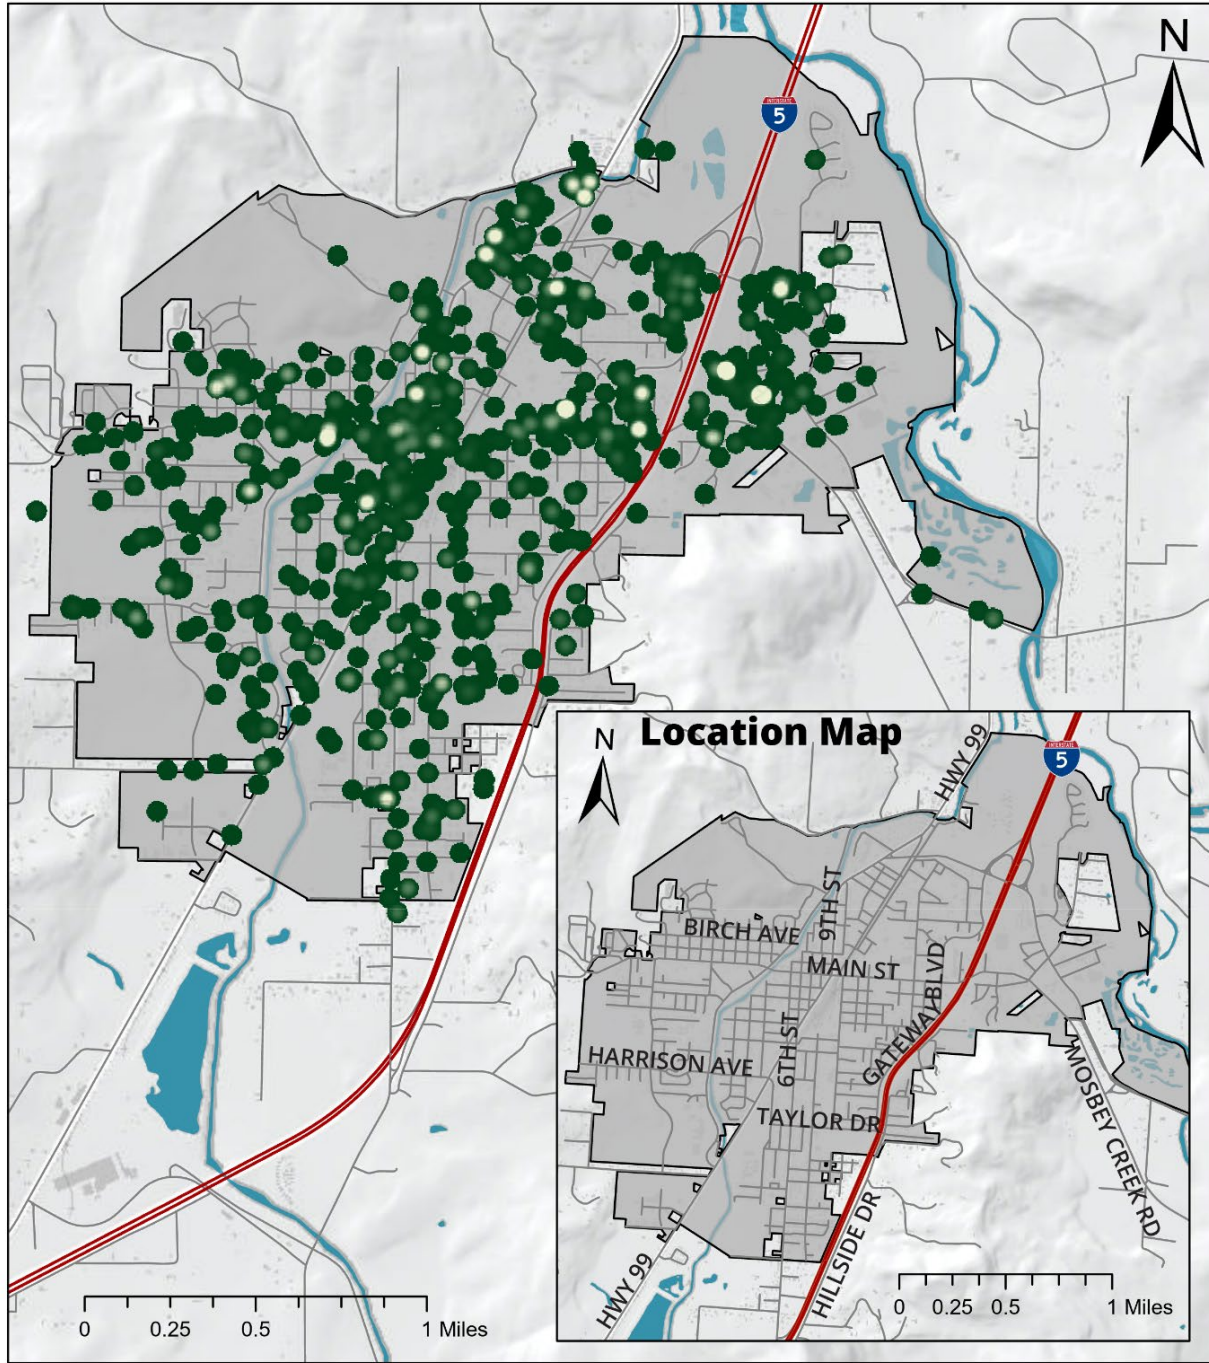 N
INTERSTATE
5
Location Map
N
HWY 99
INTERSTATE
5
9TH ST
BIRCH AVE
MAIN ST
GATEWAY BLVD
6TH ST
HARRISON AVE
TAYLOR DR
MOSBEY CREEK RD
HILLSIDE DR
HWY 99
0 0.25 0.5 1 Miles
0 0.25 0.5 1 Miles